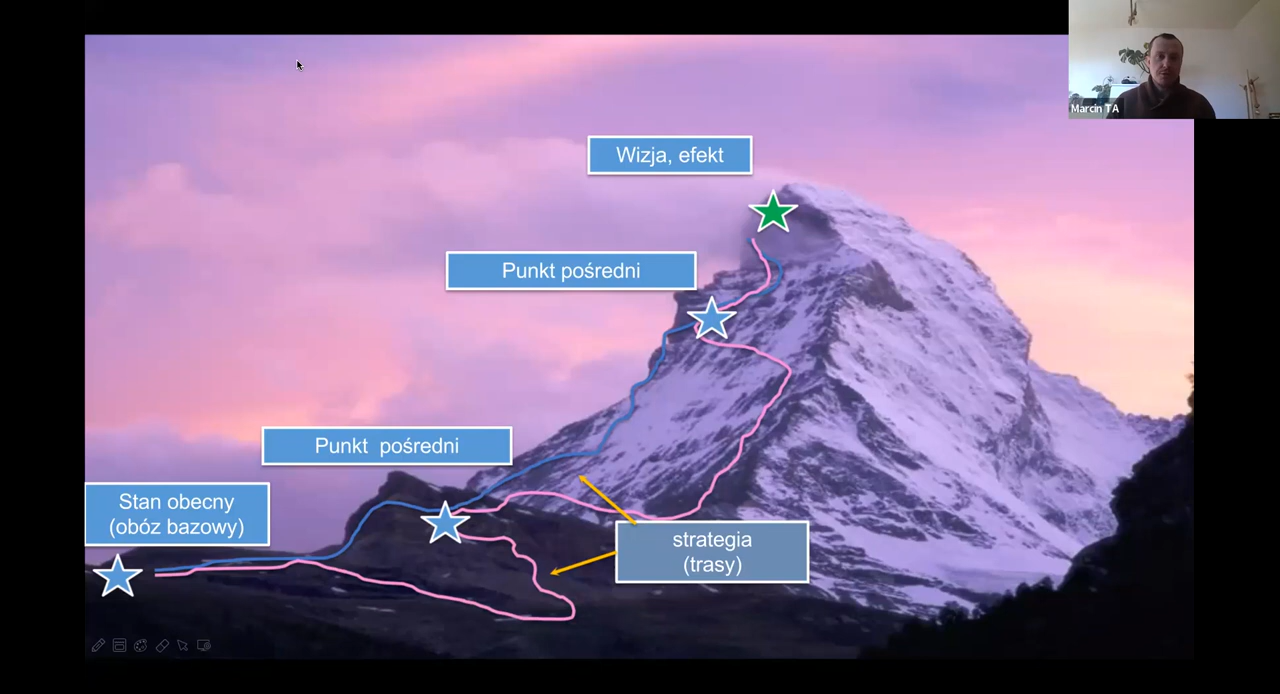 Marcin TA
Wizja, efekt
Punkt pośredni
Punkt pośredni
Stan obecny
(obóz bazowy)
strategia
(trasy)